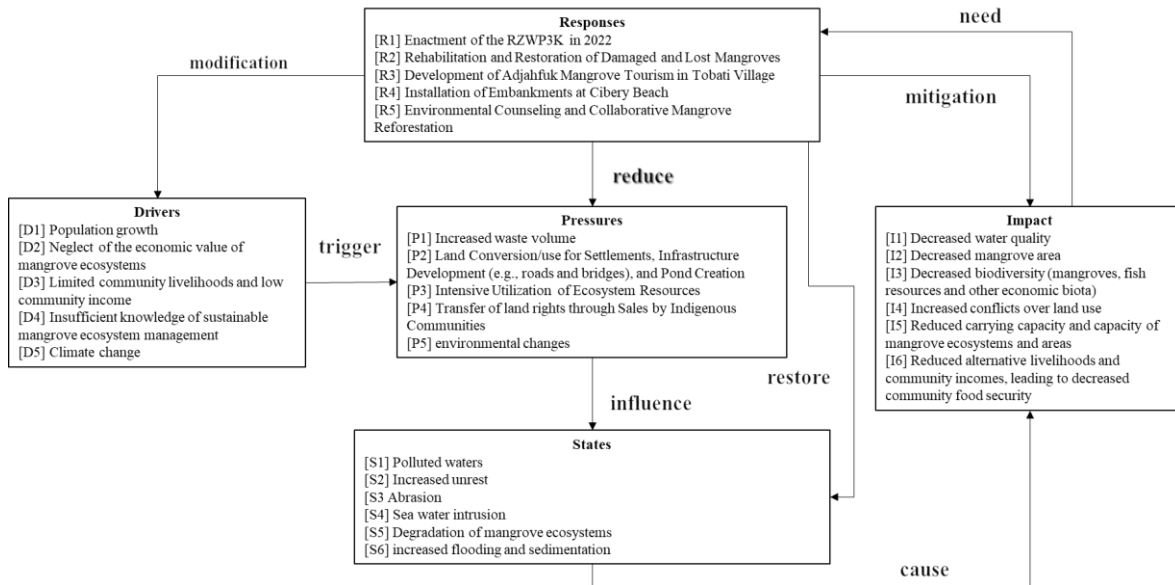 Responses
[R1] Enactment of the RZWP3K in 2022
[R2] Rehabilitation and Restoration of Damaged and Lost Mangroves
[R3] Development of Adjahfuk Mangrove Tourism in Tobati Village
[R4] Installation of Embankments at Cibery Beach
[R5] Environmental Counseling and Collaborative Mangrove
Reforestation
need
modification
mitigation
reduce
Drivers
[D1] Population growth
[D2] Neglect of the economic value of
mangrove ecosystems
[D3] Limited community livelihoods and low
community income
[D4] Insufficient knowledge of sustainable
mangrove ecosystem management
[D5] Climate change
trigger
Pressures
[P1] Increased waste volume
[P2] Land Conversion/use for Settlements, Infrastructure
Development (e.g., roads and bridges), and Pond Creation
[P3] Intensive Utilization of Ecosystem Resources
[P4] Transfer of land rights through Sales by Indigenous
Communities
[P5] environmental changes
Impact
[I1] Decreased water quality
[I2] Decreased mangrove area
[I3] Decreased biodiversity (mangroves, fish
resources and other economic biota)
[I4] Increased conflicts over land use
[I5] Reduced carrying capacity and capacity of
mangrove ecosystems and areas
[I6] Reduced alternative livelihoods and
community incomes, leading to decreased
community food security
restore
influence
States
[S1] Polluted waters
[S2] Increased unrest
[S3 Abrasion
[S4] Sea water intrusion
[S5] Degradation of mangrove ecosystems
[S6] increased flooding and sedimentation
cause